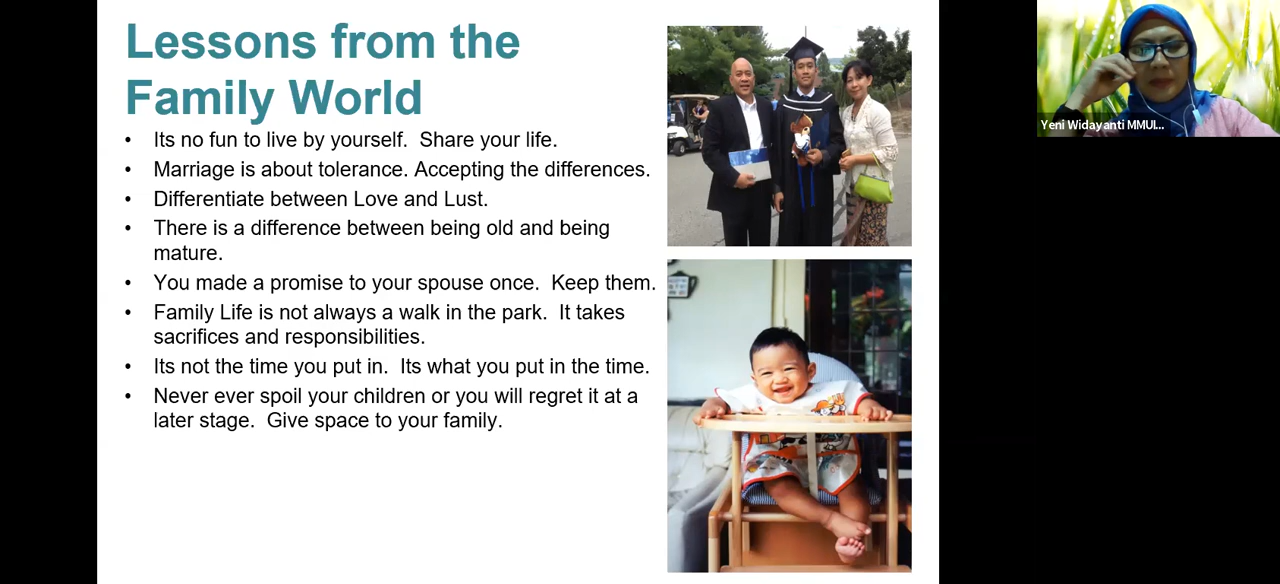 Lessons from the
Family World
• Its no fun to live by yourself.  Share your life.
• Marriage is about tolerance. Accepting the differences.
• Differentiate between Love and Lust.
• There is a difference between being old and being
mature.
• You made a promise to your spouse once.  Keep them.
• Family Life is not always a walk in the park.  It takes
sacrifices and responsibilities.
• Its not the time you put in.  Its what you put in the time.
• Never ever spoil your children or you will regret it at a
later stage.  Give space to your family.
Yeni Widayanti MMUI...